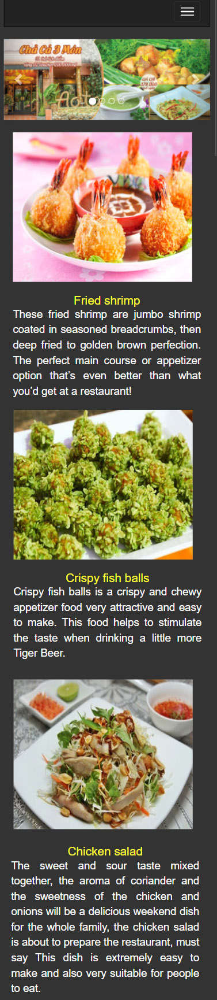 Chả Cá 3 Món
GIÁ CHỈ
179.000
Fried shrimp
These fried shrimp are jumbo shrimp
coated in seasoned breadcrumbs, then
deep fried to golden brown perfection.
The perfect main course or appetizer
option that’s even better than what
you’d get at a restaurant!
Crispy fish balls
Crispy fish balls is a crispy and chewy
appetizer food very attractive and easy
to make. This food helps to stimulate
the taste when drinking a little more
Tiger Beer.
Chicken salad
The sweet and sour taste mixed
together, the aroma of coriander and
the sweetness of the chicken and
onions will be a delicious weekend dish
for the whole family, the chicken salad
is about to prepare the restaurant, must
say This dish is extremely easy to
make and also very suitable for people
to eat.